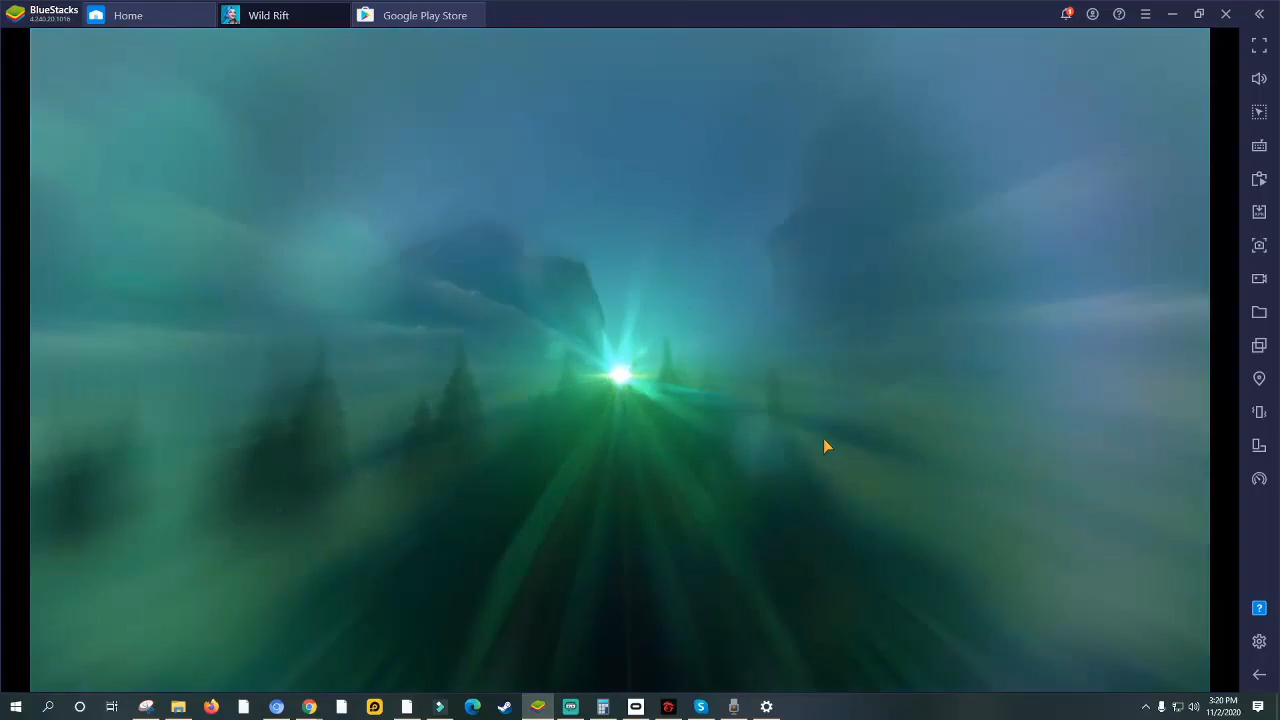 BlueStacks
4.240.20.1016
Home
Wild Rift
Google Play Store
3:20 PM
11/2/2020